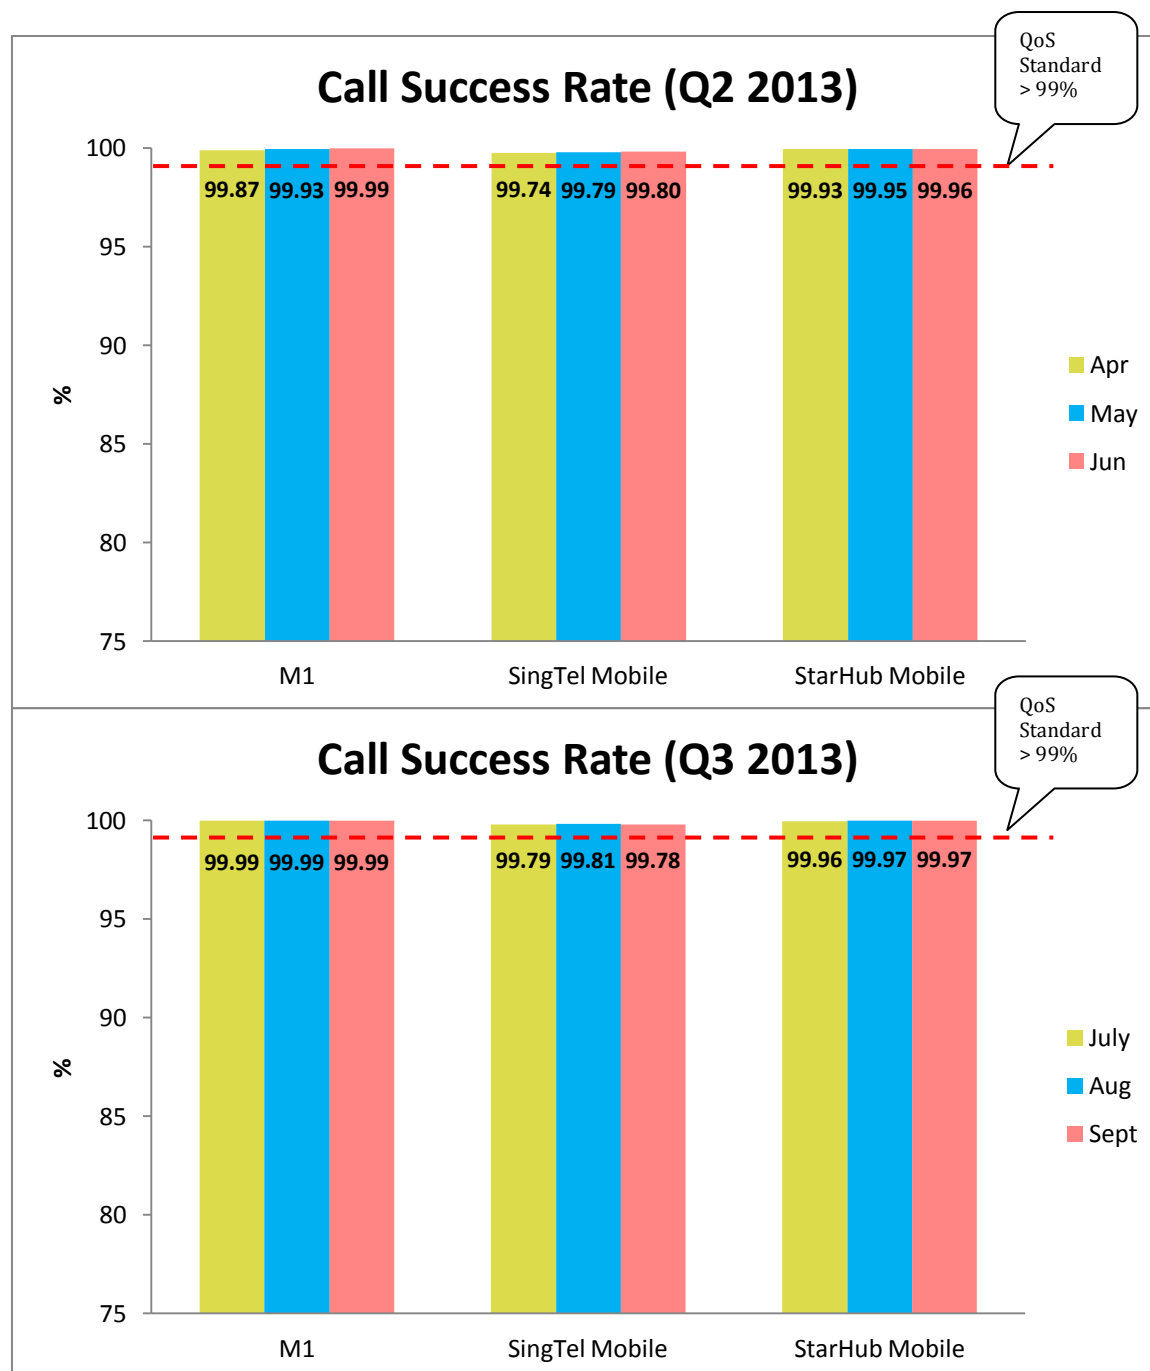 QoS
Standard
> 99%
Call Success Rate (Q2 2013)
100
95
90
85
80
75
%
99.87 99.93 99.99 99.74 99.79 99.80 99.93 99.95 99.96
Apr
May
Jun
M1 SingTel Mobile StarHub Mobile
QoS
Standard
> 99%
Call Success Rate (Q3 2013)
100
95
90
85
80
75
%
99.99 99.99 99.99 99.79 99.81 99.78 99.96 99.97 99.97
July
Aug
Sept
M1 SingTel Mobile StarHub Mobile